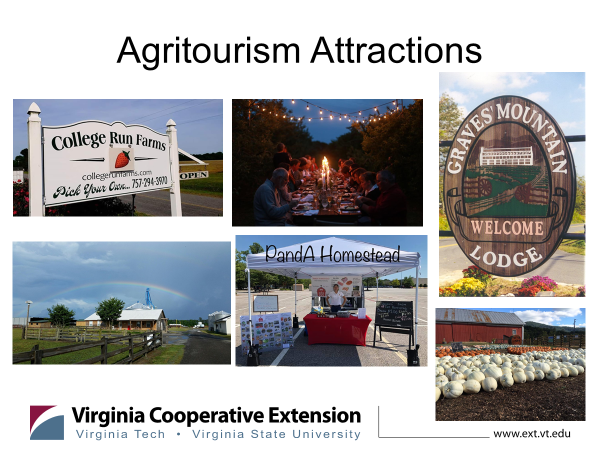 Agritourism Attractions
College Run Farms
collegerunfarms.com
Pick Your Own... 757-294-3970
OPEN
GRAVES' MOUNTAIN
WELCOME
LODGE
PandA Homestead
Virginia Cooperative Extension
Virginia Tech • Virginia State University
www.ext.vt.edu